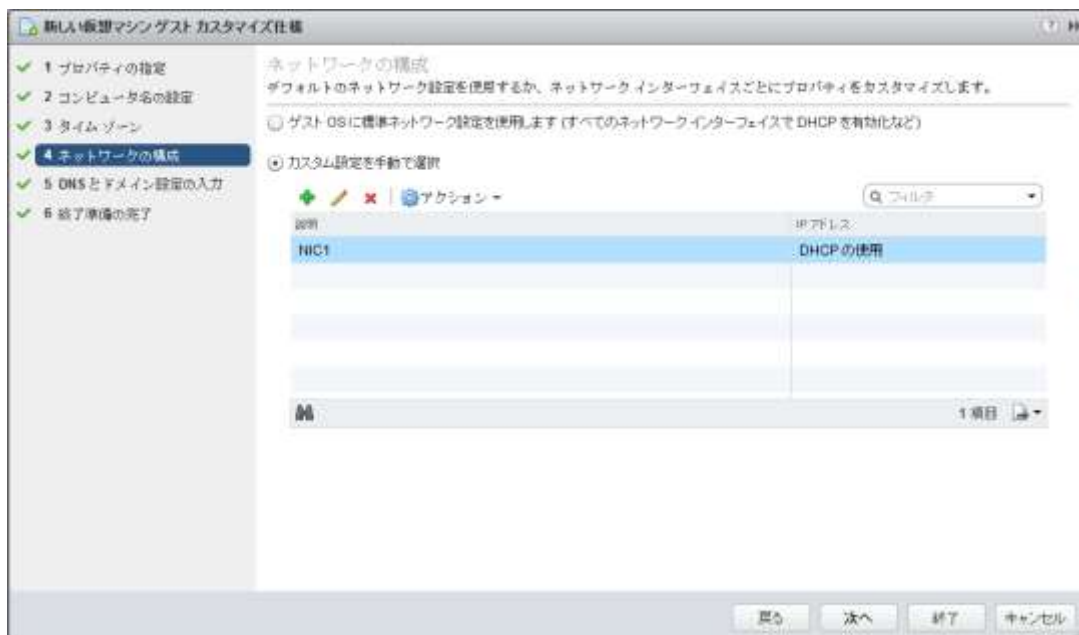 新しい仮想マシン ゲスト カスタマイズ仕様
1 プロパティの指定
2 コンピュータ名の設定
3 タイム ゾーン
4 ネットワークの構成
5 DNS とドメイン設定の入力
6 終了準備の完了
ネットワークの構成
デフォルトのネットワーク設定を使用するか、ネットワーク インターフェイスごとにプロパティをカスタマイズします。
ゲスト OS に標準ネットワーク設定を使用します (すべてのネットワーク インターフェイスで DHCP を有効化など)
カスタム設定を手動で選択
アクション
フィルタ
説明
IP アドレス
NIC1
DHCP の使用
1 項目
戻る
次へ
終了
キャンセル